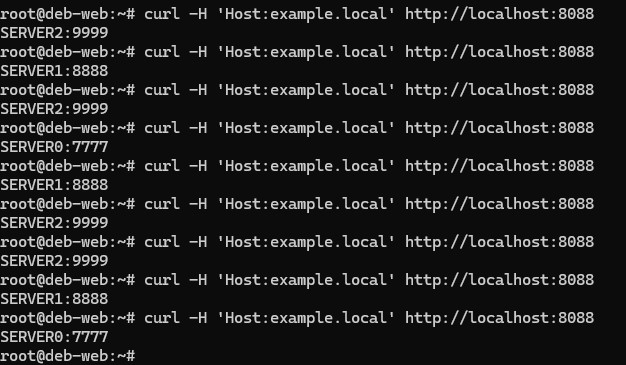 root@deb-web:~# curl -H 'Host:example.local' http://localhost:8088
SERVER2:9999
root@deb-web:~# curl -H 'Host:example.local' http://localhost:8088
SERVER1:8888
root@deb-web:~# curl -H 'Host:example.local' http://localhost:8088
SERVER2:9999
root@deb-web:~# curl -H 'Host:example.local' http://localhost:8088
SERVER0:7777
root@deb-web:~# curl -H 'Host:example.local' http://localhost:8088
SERVER1:8888
root@deb-web:~# curl -H 'Host:example.local' http://localhost:8088
SERVER2:9999
root@deb-web:~# curl -H 'Host:example.local' http://localhost:8088
SERVER2:9999
root@deb-web:~# curl -H 'Host:example.local' http://localhost:8088
SERVER1:8888
root@deb-web:~# curl -H 'Host:example.local' http://localhost:8088
SERVER0:7777
root@deb-web:~#